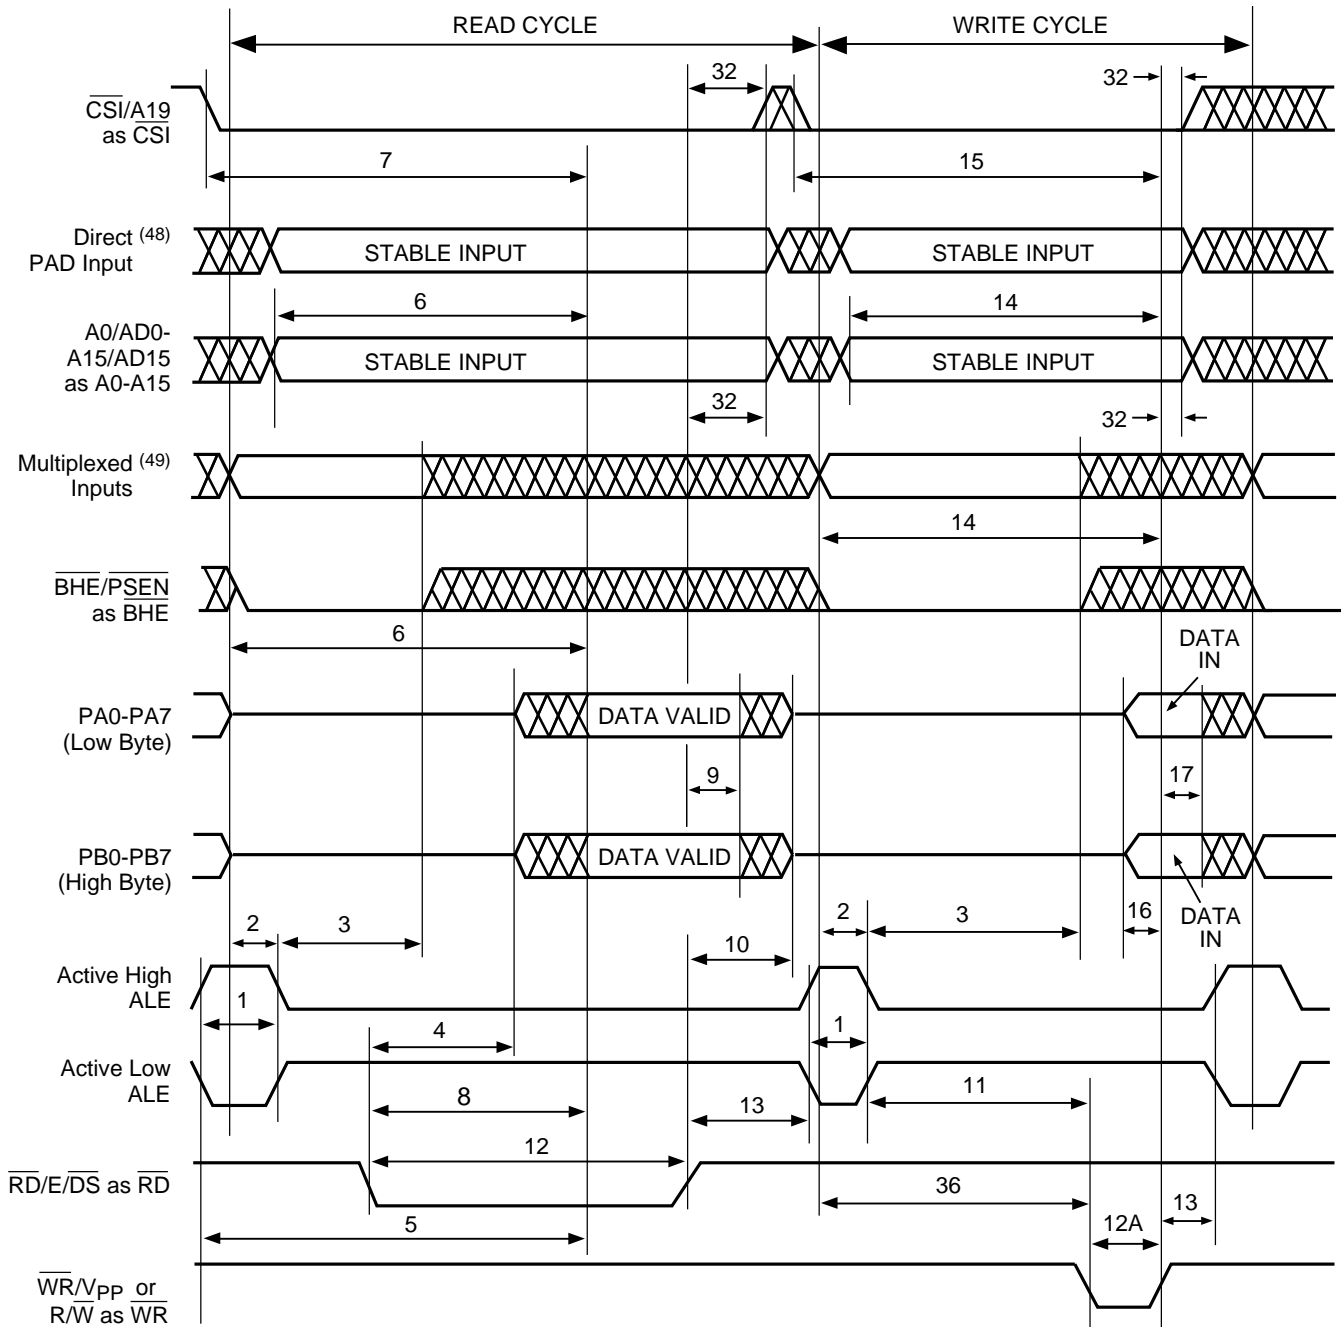 READ CYCLE
WRITE CYCLE
32
32
CSI/A19
as CSI
7
15
Direct (48)
PAD Input
STABLE INPUT
STABLE INPUT
6
14
A0/AD0-
A15/AD15
as A0-A15
STABLE INPUT
STABLE INPUT
32
32
Multiplexed (49)
Inputs
14
BHE/PSEN
as BHE
6
DATA
IN
PA0-PA7
(Low Byte)
DATA VALID
9
17
PB0-PB7
(High Byte)
DATA VALID
2
3
2
3
16
DATA
IN
10
Active High
ALE
1
1
4
Active Low
ALE
8
13
11
12
RD/E/DS as RD
36
13
5
12A
WR/VPP or
R/W as WR